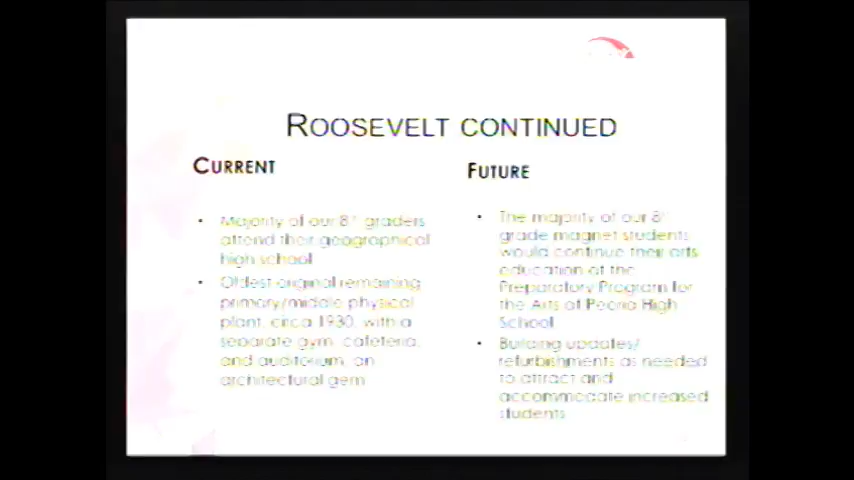 ROOSEVELT CONTINUED
CURRENT
• Majority of our 8th graders
attend their geographical
high school
• Oldest original remaining
primary/middle physical
plant, circa 1930, with a
separate gym, cafeteria,
and auditorium, an
architectural gem
FUTURE
• The majority of our 8th
grade magnet students
would continue their arts
education at the
Preparatory Program for
the Arts at Peoria High
School
• Building updates/
refurbishments as needed
to attract and
accommodate increased
students